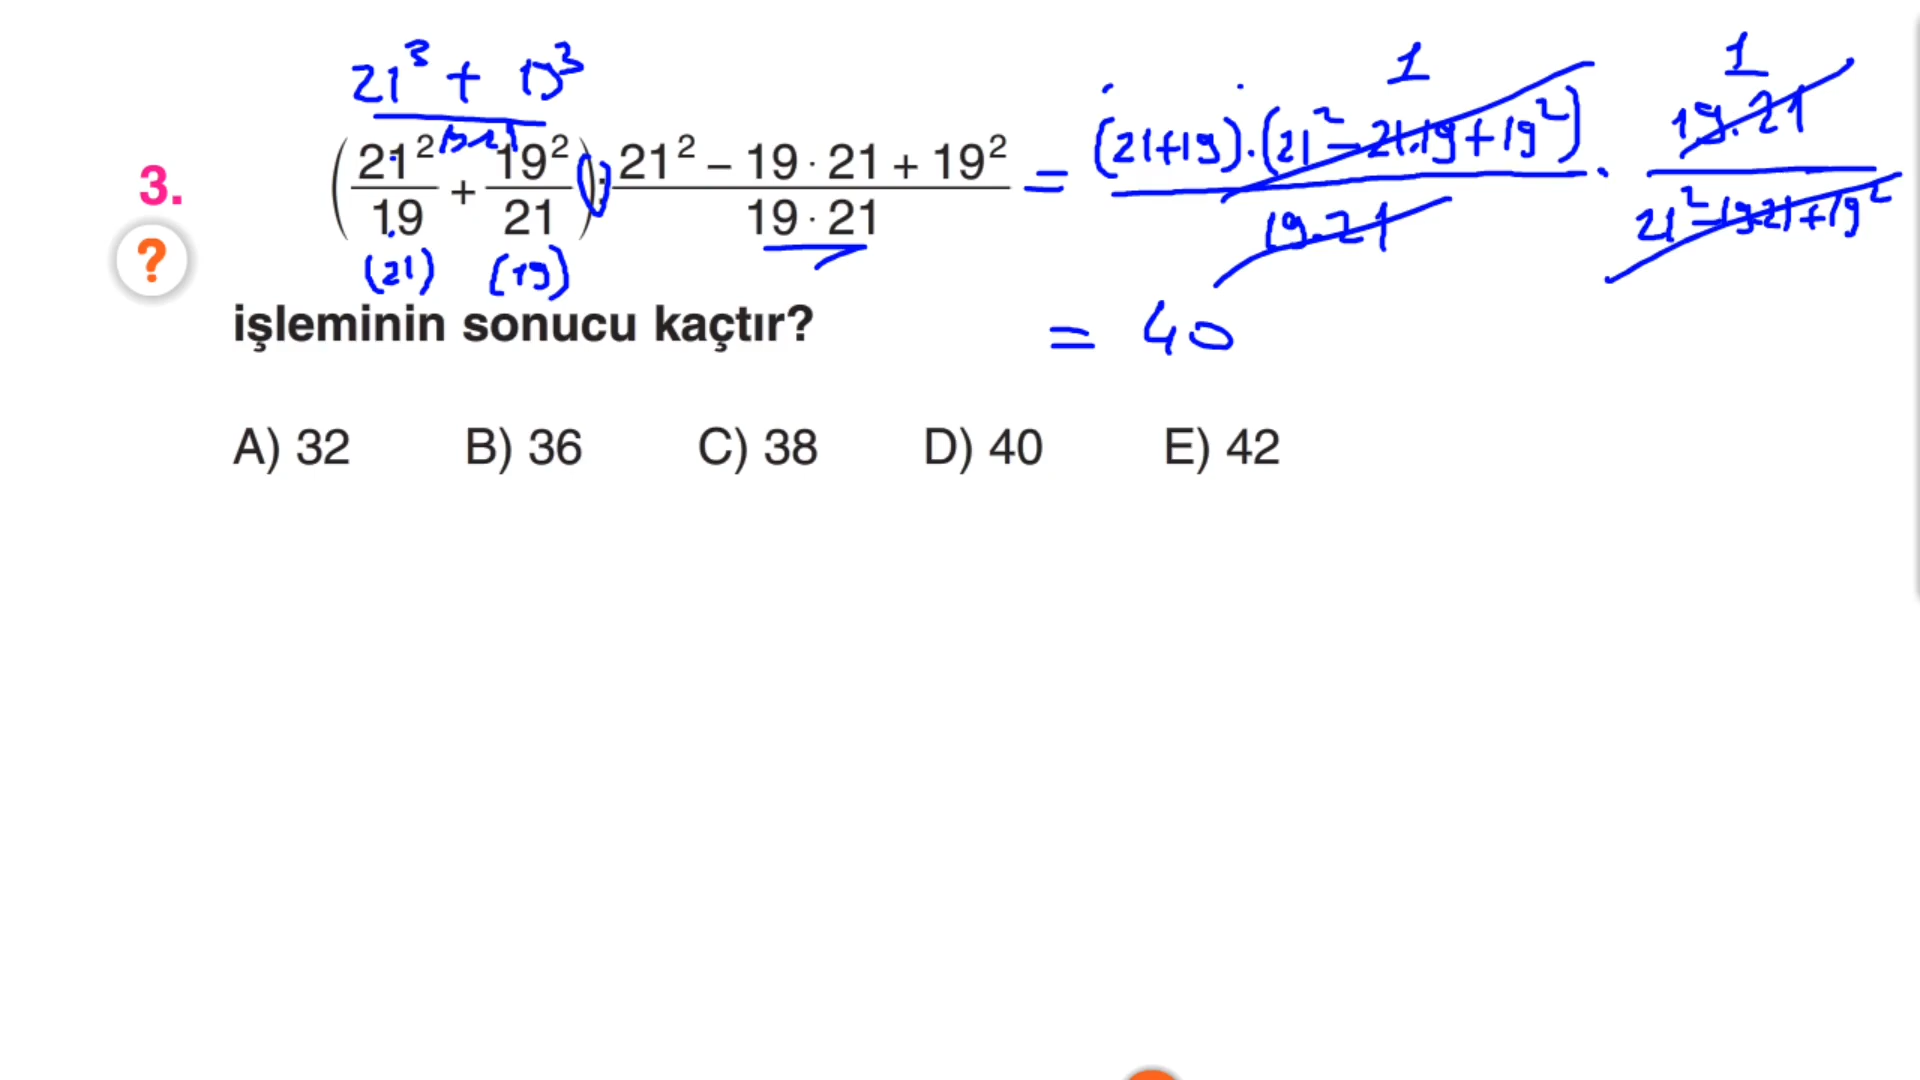 21³ + 19³
19·21
3. (21²/19 + 19²/21) : (21² − 19 · 21 + 19²)/(19 · 21) = ((21+19)·(21² − 21·19 + 19²))/(19·21) · (19·21)/(21² − 19·21 + 19²)
1 1
(21) (19)
?
işleminin sonucu kaçtır?
= 40
A) 32 B) 36 C) 38 D) 40 E) 42